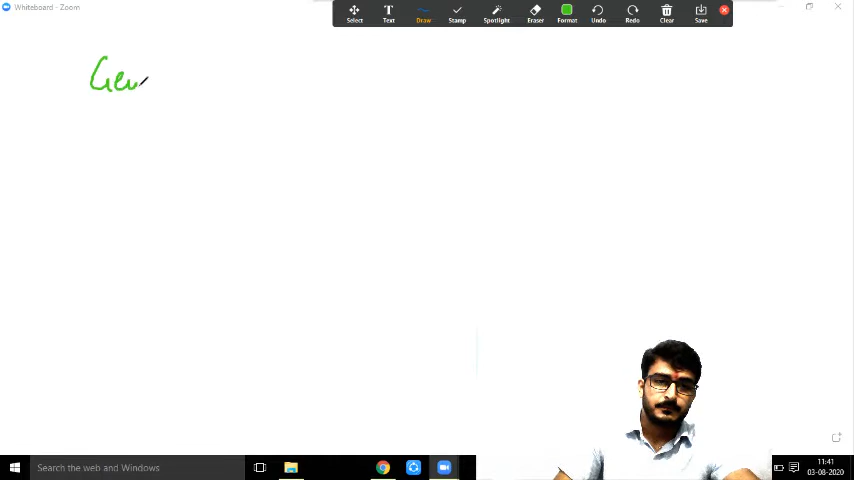 Whiteboard - Zoom
Select Text Draw Stamp Spotlight Eraser Format Undo Redo Clear Save
Gen
Search the web and Windows
11:41
03-08-2020